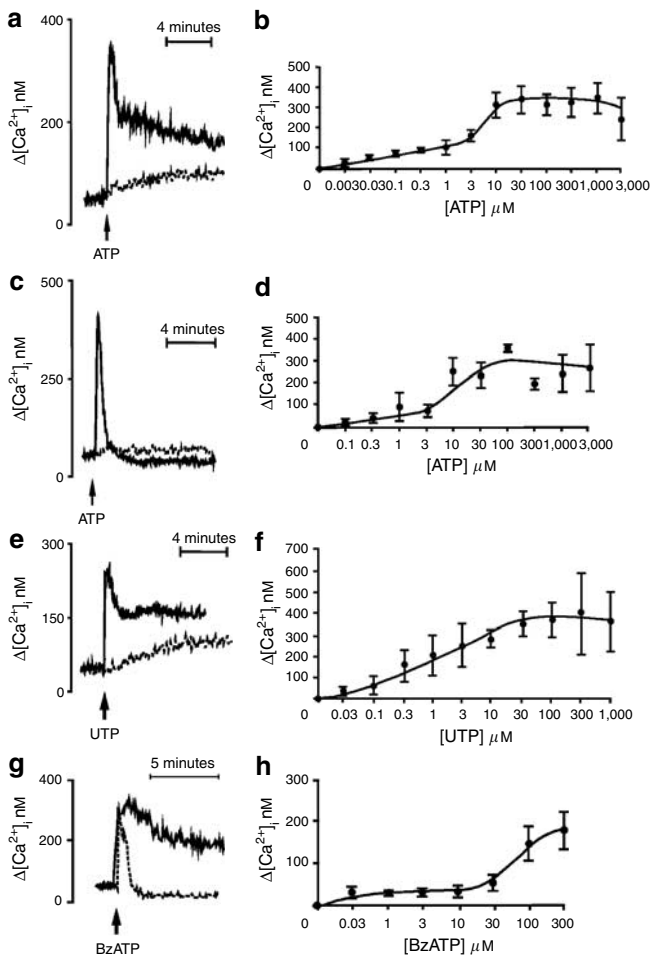 a
400
200
0
Δ[Ca²⁺]ᵢ nM
4 minutes
ATP
b
500
400
300
200
100
Δ[Ca²⁺]ᵢ nM
0 0.0030.030.1 0.3 1 3 10 30 100 3001,000 3,000
[ATP] μM
c
500
250
0
Δ[Ca²⁺]ᵢ nM
4 minutes
ATP
d
500
400
300
200
100
Δ[Ca²⁺]ᵢ nM
0 0.1 0.3 1 3 10 30 100 3001,000 3,000
[ATP] μM
e
300
150
0
Δ[Ca²⁺]ᵢ nM
4 minutes
UTP
f
700
600
500
400
300
200
100
0
Δ[Ca²⁺]ᵢ nM
0 0.03 0.1 0.3 1 3 10 30 100 300 1,000
[UTP] μM
g
400
200
0
Δ[Ca²⁺]ᵢ nM
5 minutes
BzATP
h
300
200
100
0
Δ[Ca²⁺]ᵢ nM
0 0.03 1 3 10 30 100 300
[BzATP] μM